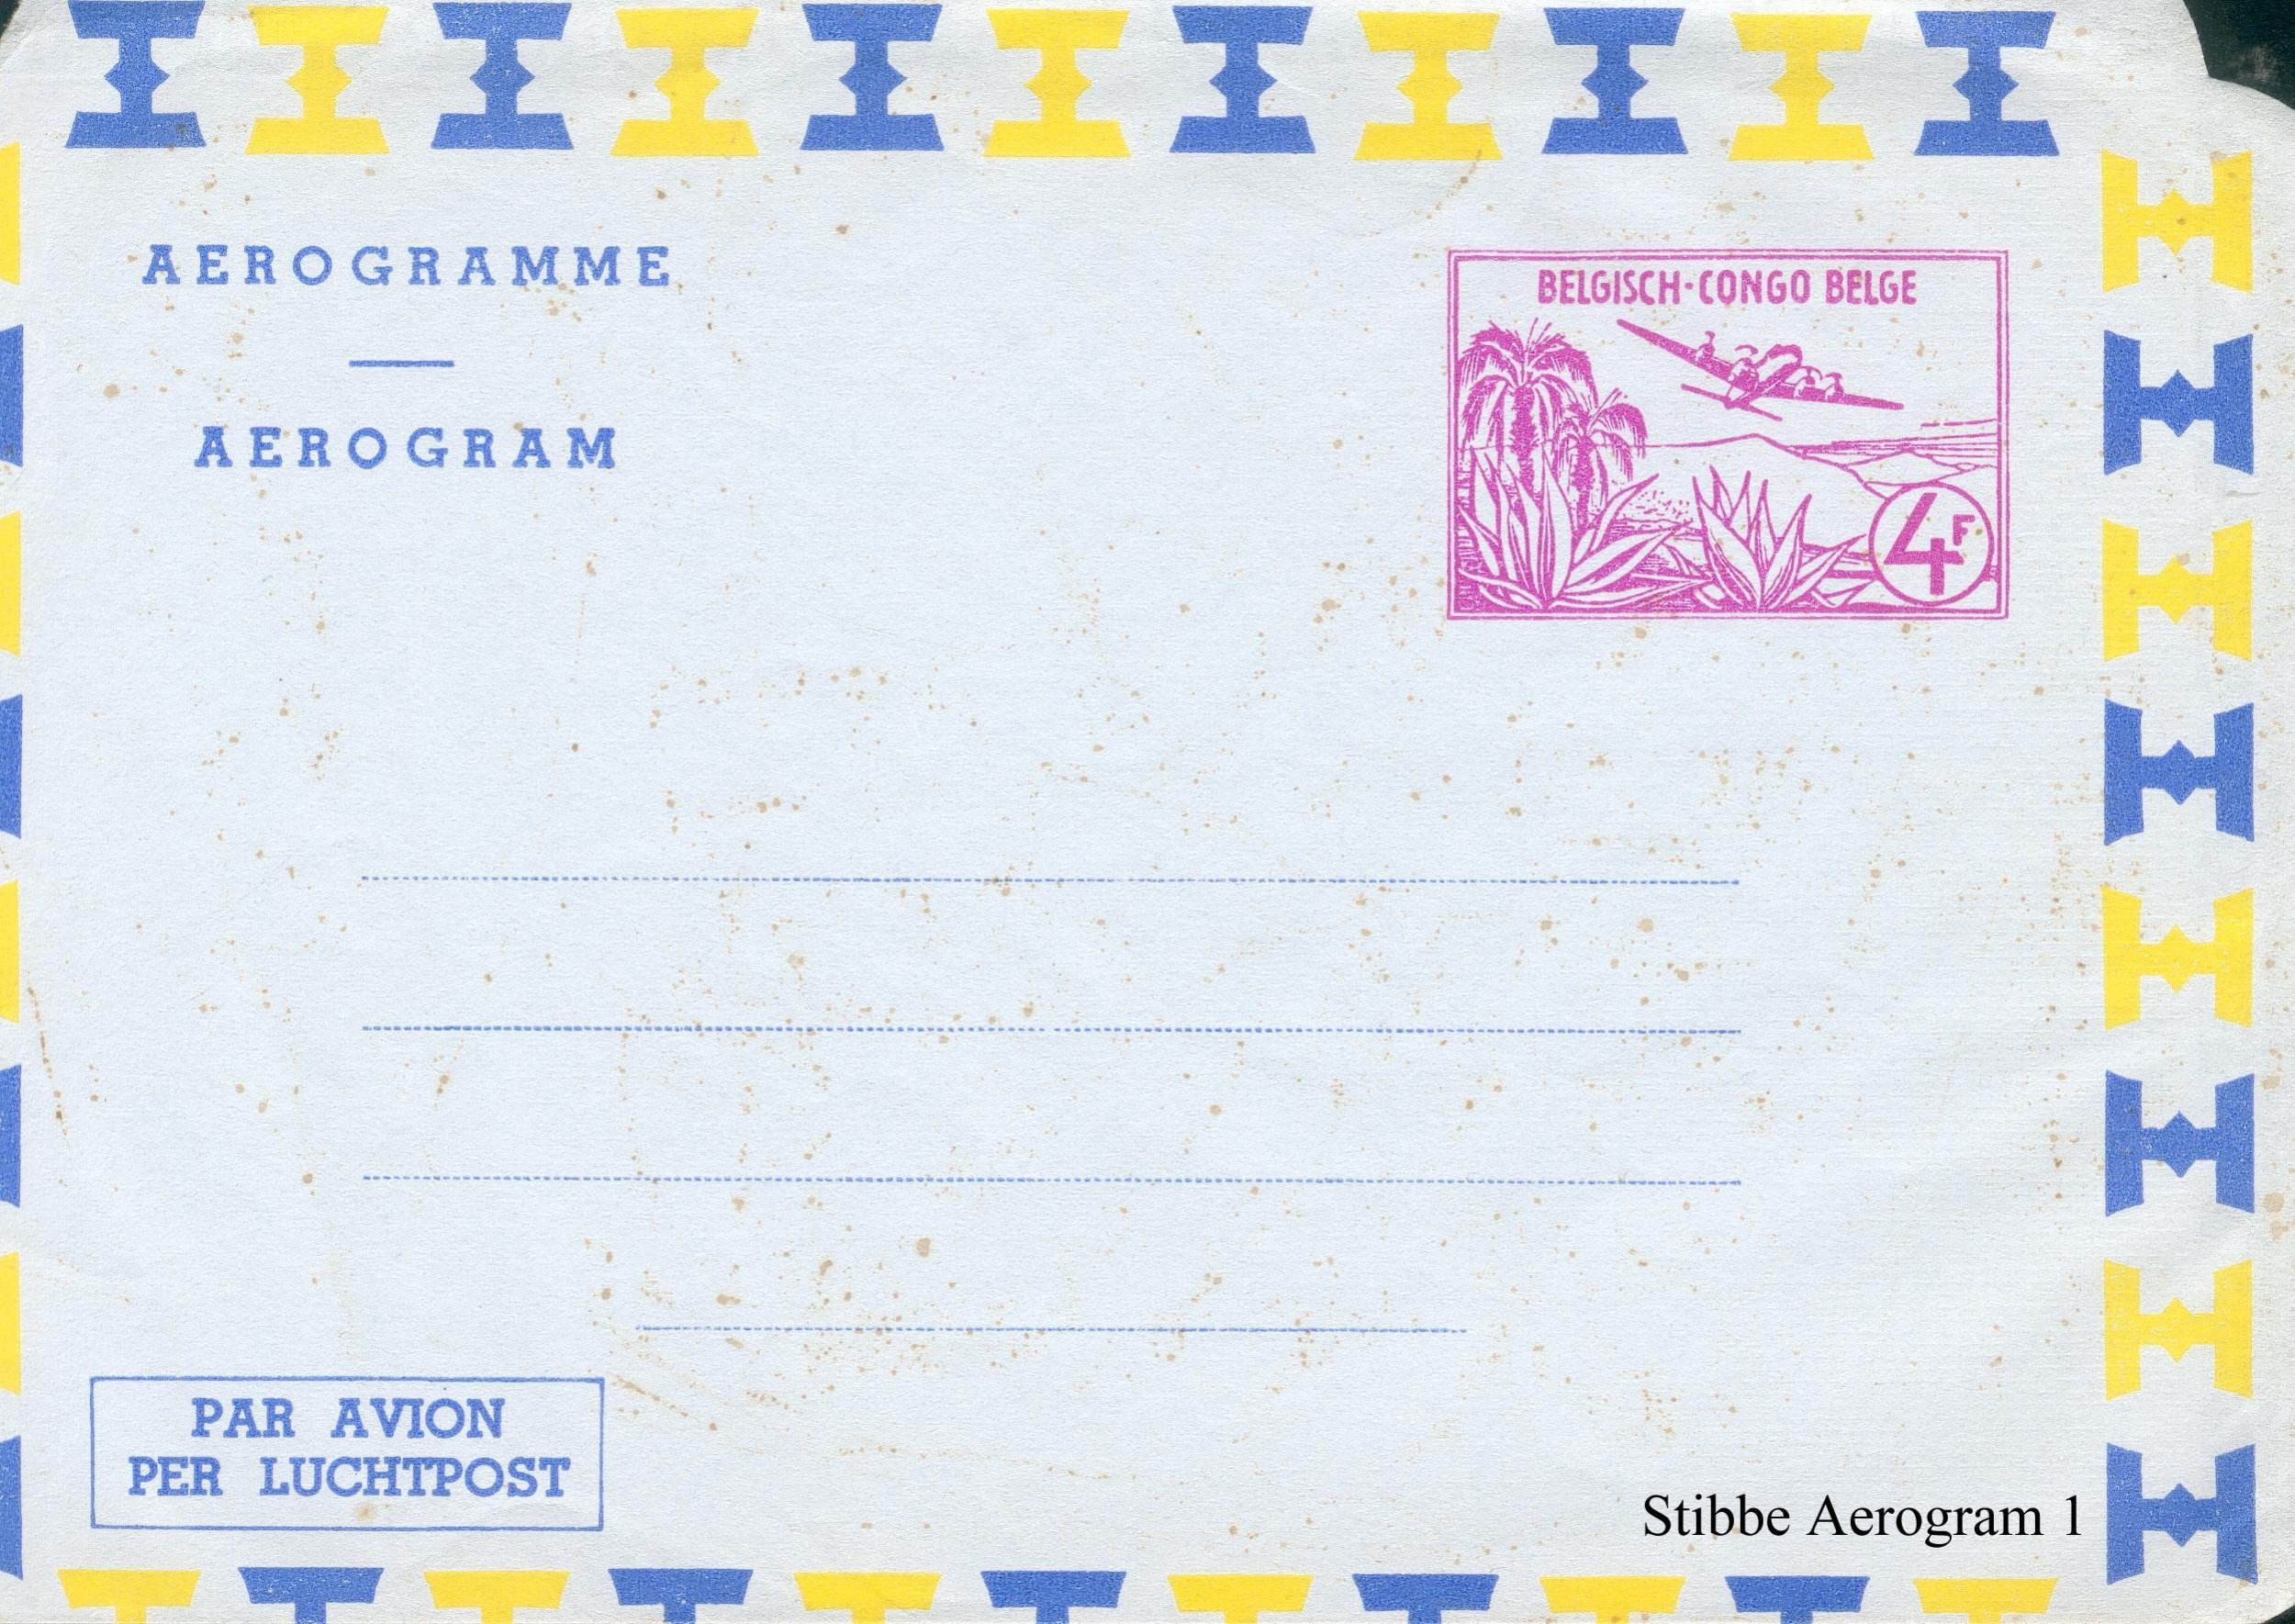 AEROGRAMME
AEROGRAM
BELGISCH-CONGO BELGE
4F
PAR AVION
PER LUCHTPOST
Stibbe Aerogram 1